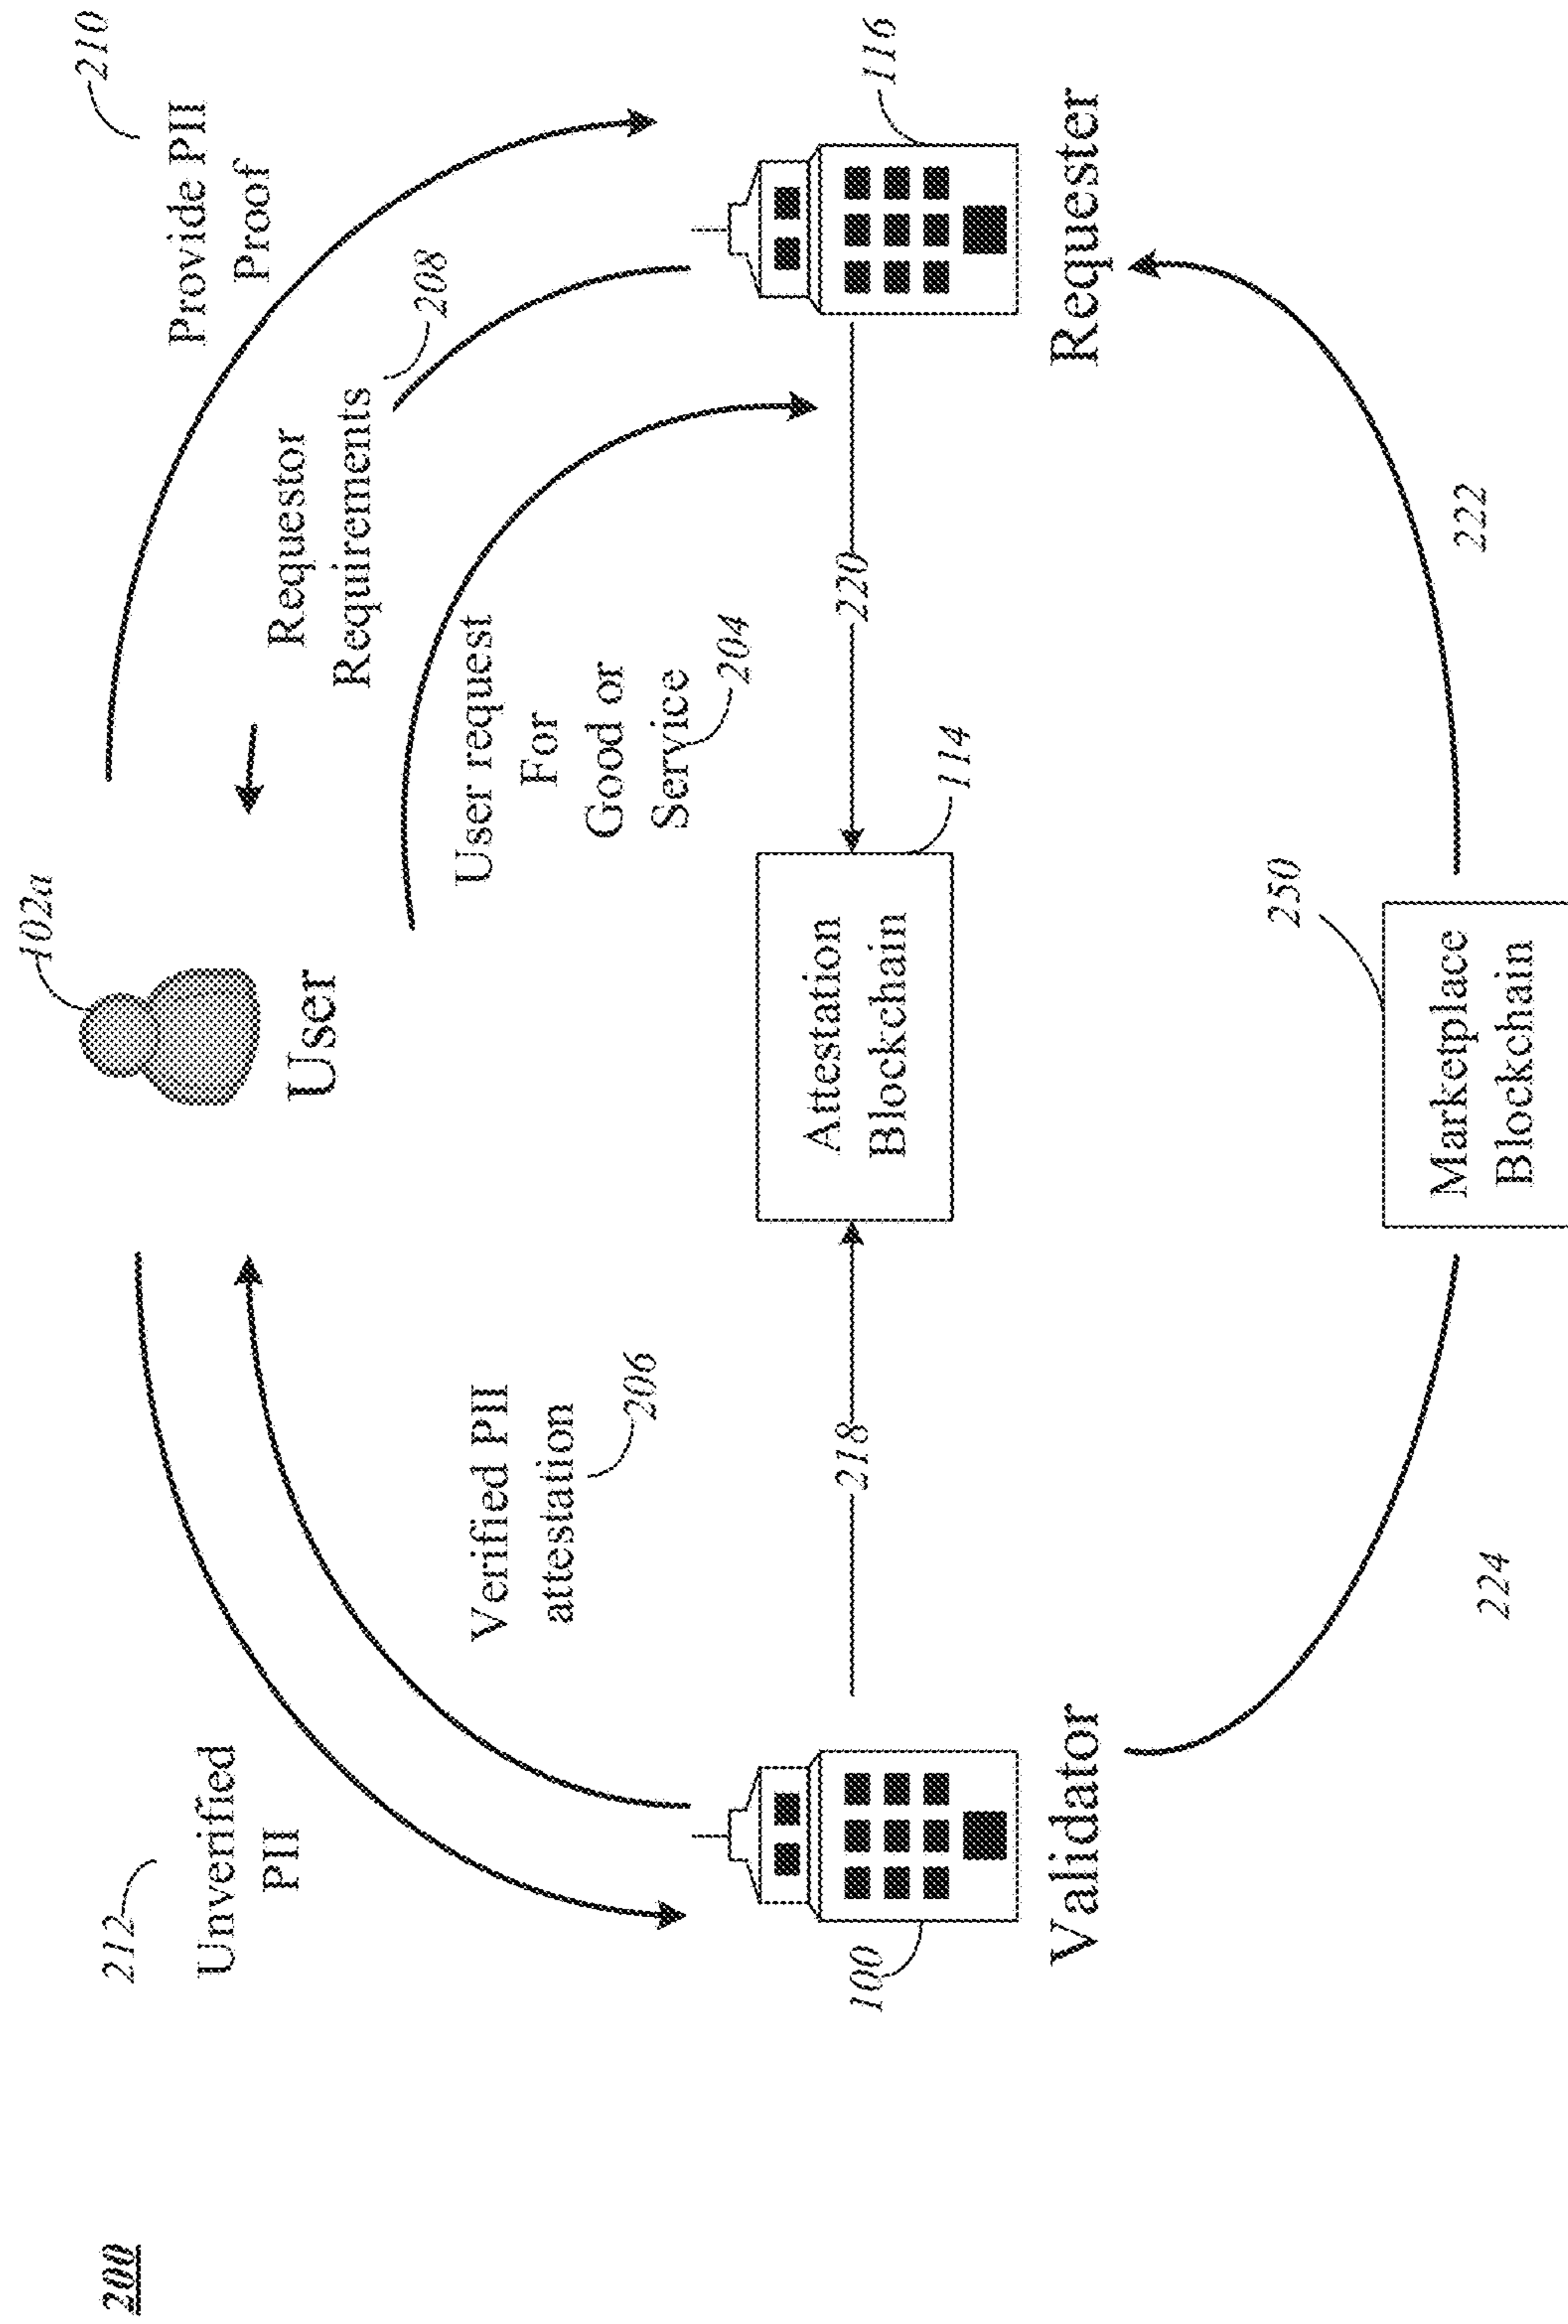 200
212
Unverified
PII
102a
User
210
Provide PII
Proof
Requestor
Requirements
208
Verified PII
attestation
206
User request
For
Good or
Service
204
100
Validator
218
Attestation
Blockchain
114
220
116
Requester
224
250
Marketplace
Blockchain
222